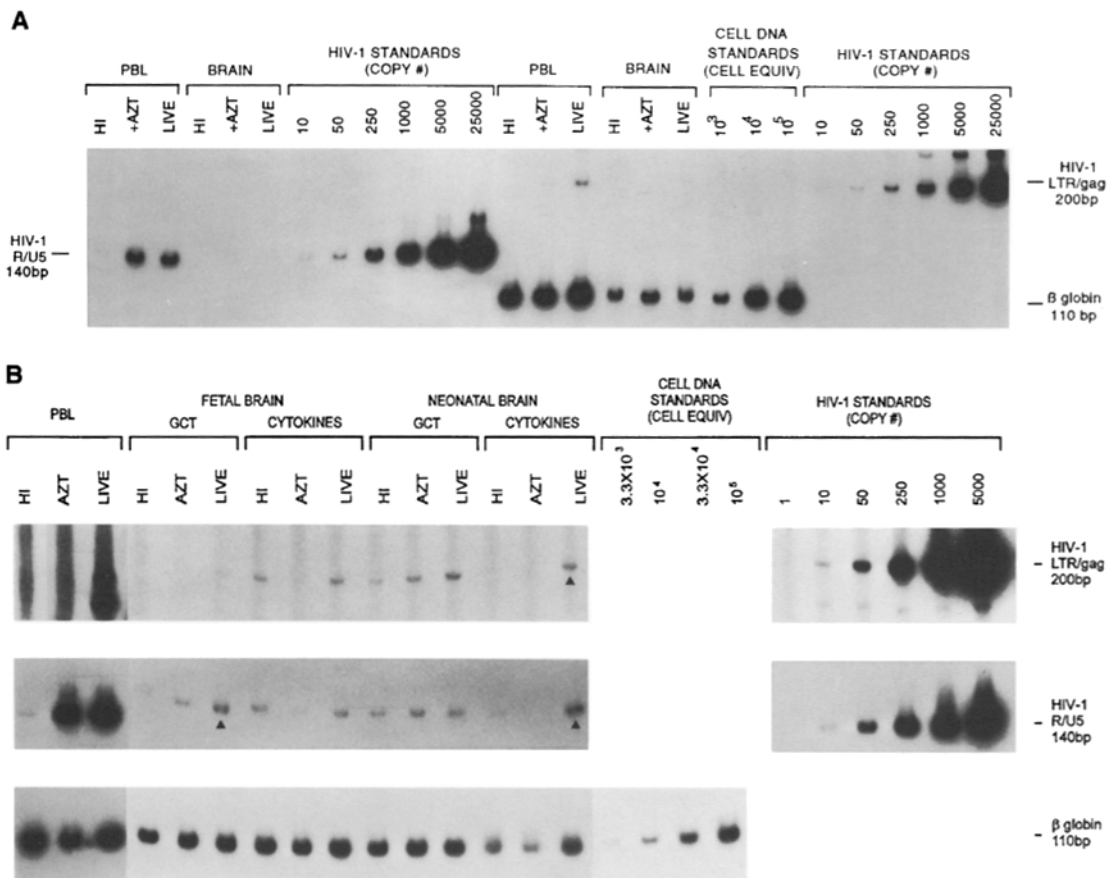 A
PBL
BRAIN
HIV-1 STANDARDS
(COPY #)
PBL
BRAIN
CELL DNA
STANDARDS
(CELL EQUIV)
HIV-1 STANDARDS
(COPY #)
HI
+AZT
LIVE
HI
+AZT
LIVE
10
50
250
1000
5000
25000
HI
+AZT
LIVE
HI
+AZT
LIVE
10³
10⁴
10⁵
10
50
250
1000
5000
25000
HIV-1
R/U5
140bp
HIV-1
LTR/gag
200bp
β globin
110 bp
B
PBL
FETAL BRAIN
GCT
CYTOKINES
NEONATAL BRAIN
GCT
CYTOKINES
CELL DNA
STANDARDS
(CELL EQUIV)
HIV-1 STANDARDS
(COPY #)
HI
AZT
LIVE
HI
AZT
LIVE
HI
AZT
LIVE
HI
AZT
LIVE
HI
AZT
LIVE
3.3X10³
10⁴
3.3X10⁴
10⁵
1
10
50
250
1000
5000
HIV-1
LTR/gag
200bp
HIV-1
R/U5
140bp
β globin
110bp